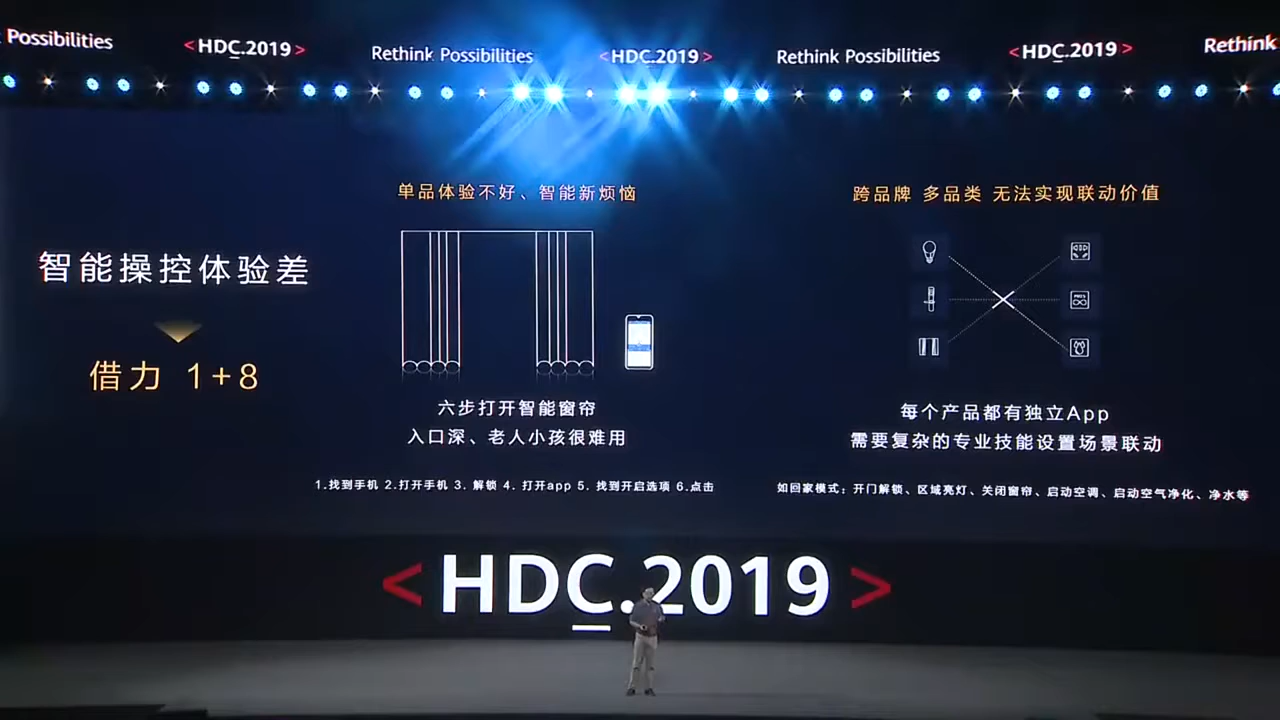 Possibilities
<HDC.2019>
Rethink Possibilities
<HDC.2019>
Rethink Possibilities
<HDC.2019>
Rethink
智能操控体验差
借力 1+8
单品体验不好、智能新烦恼
六步打开智能窗帘
入口深、老人小孩很难用
1.找到手机 2.打开手机 3. 解锁 4. 打开app 5. 找到开启选项 6.点击
跨品牌 多品类 无法实现联动价值
每个产品都有独立App
需要复杂的专业技能设置场景联动
如回家模式：开门解锁、区域亮灯、关闭窗帘、启动空调、启动空气净化、净水等
<HDC.2019>